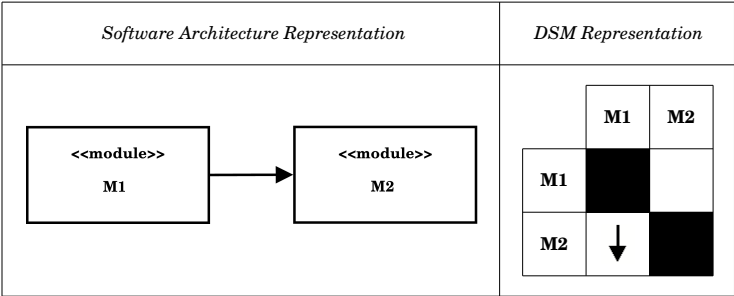 Software Architecture Representation
DSM Representation
<<module>>
M1
<<module>>
M2
M1 M2
M1
M2